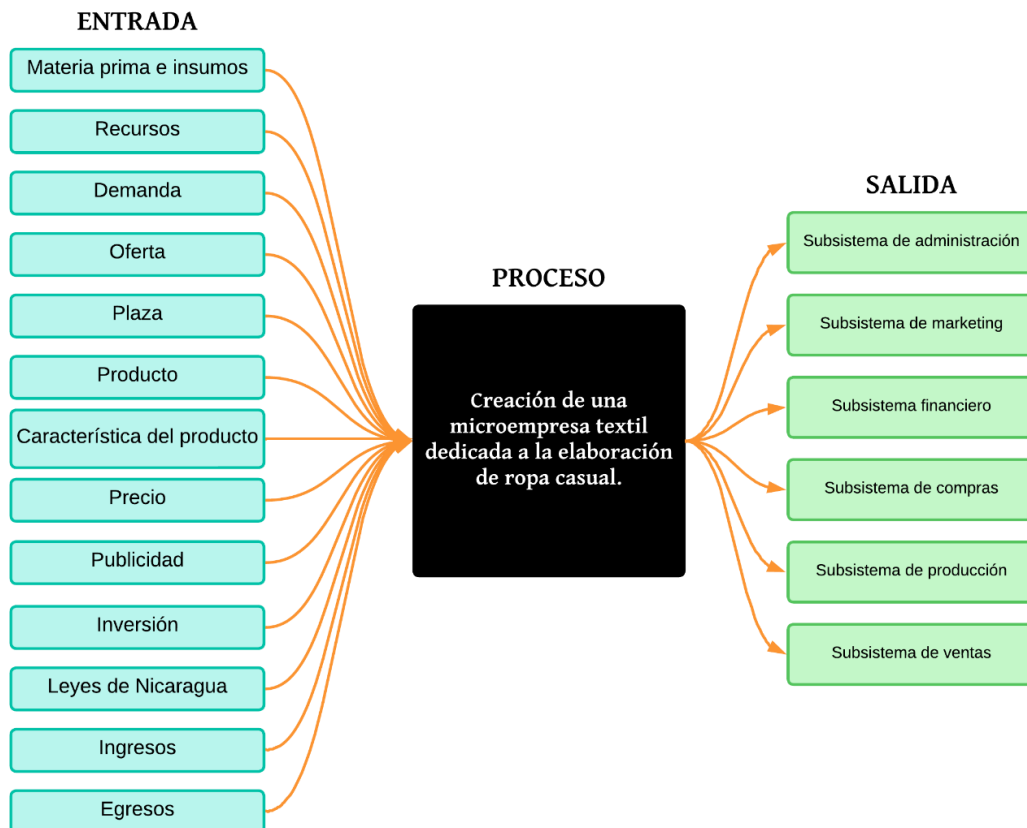 ENTRADA
Materia prima e insumos
Recursos
Demanda
Oferta
Plaza
Producto
Característica del producto
Precio
Publicidad
Inversión
Leyes de Nicaragua
Ingresos
Egresos
PROCESO
Creación de una
microempresa textil
dedicada a la elaboración
de ropa casual.
SALIDA
Subsistema de administración
Subsistema de marketing
Subsistema financiero
Subsistema de compras
Subsistema de producción
Subsistema de ventas